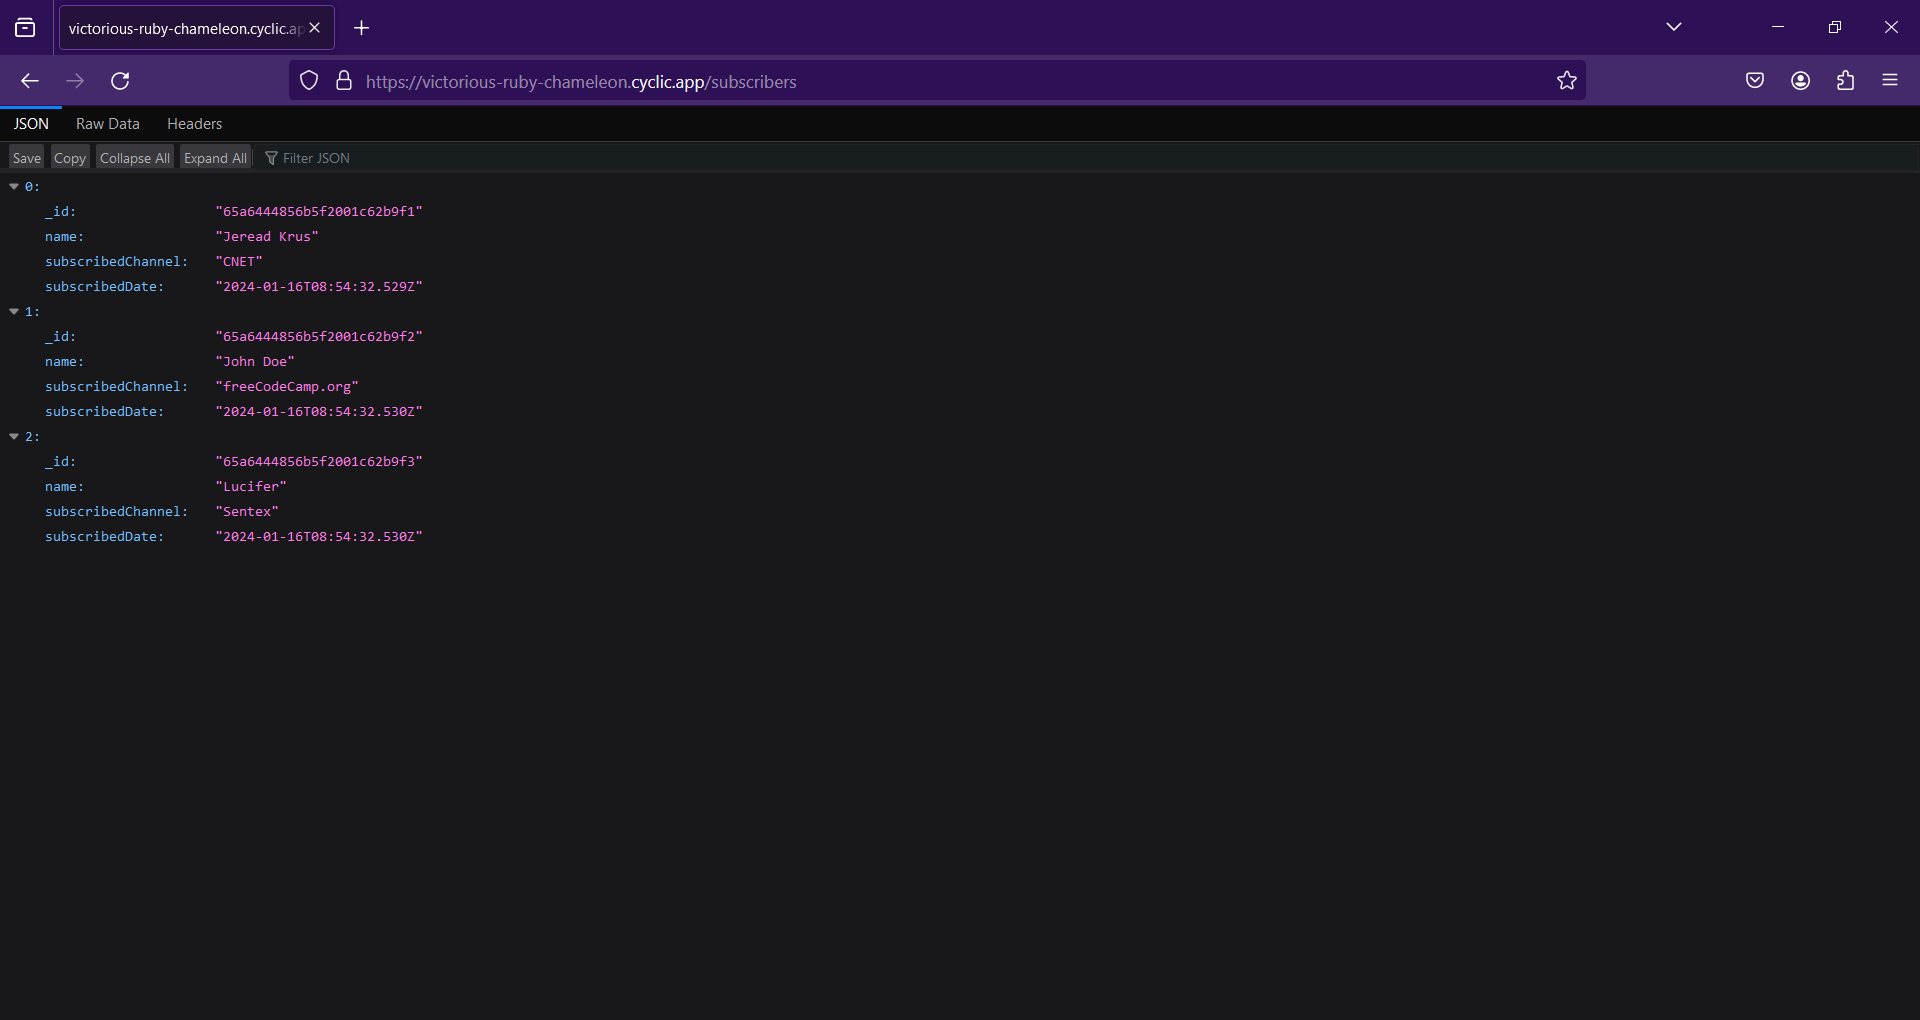 victorious-ruby-chameleon.cyclic.ap
https://victorious-ruby-chameleon.cyclic.app/subscribers
JSON Raw Data Headers
Save Copy Collapse All Expand All Filter JSON
0:
_id: "65a6444856b5f2001c62b9f1"
name: "Jeread Krus"
subscribedChannel: "CNET"
subscribedDate: "2024-01-16T08:54:32.529Z"
1:
_id: "65a6444856b5f2001c62b9f2"
name: "John Doe"
subscribedChannel: "freeCodeCamp.org"
subscribedDate: "2024-01-16T08:54:32.530Z"
2:
_id: "65a6444856b5f2001c62b9f3"
name: "Lucifer"
subscribedChannel: "Sentex"
subscribedDate: "2024-01-16T08:54:32.530Z"